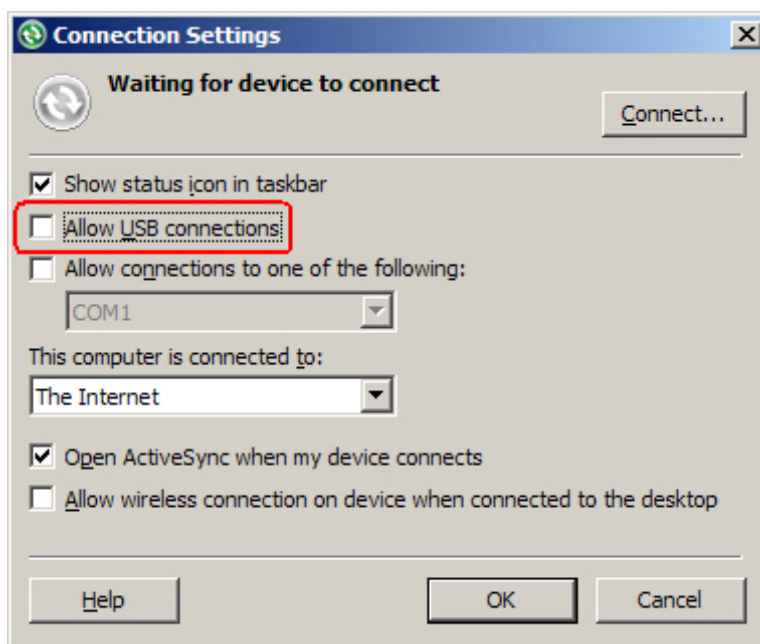 Connection Settings
Waiting for device to connect
Connect...
Show status icon in taskbar
Allow USB connections
Allow connections to one of the following:
COM1
This computer is connected to:
The Internet
Open ActiveSync when my device connects
Allow wireless connection on device when connected to the desktop
Help
OK
Cancel